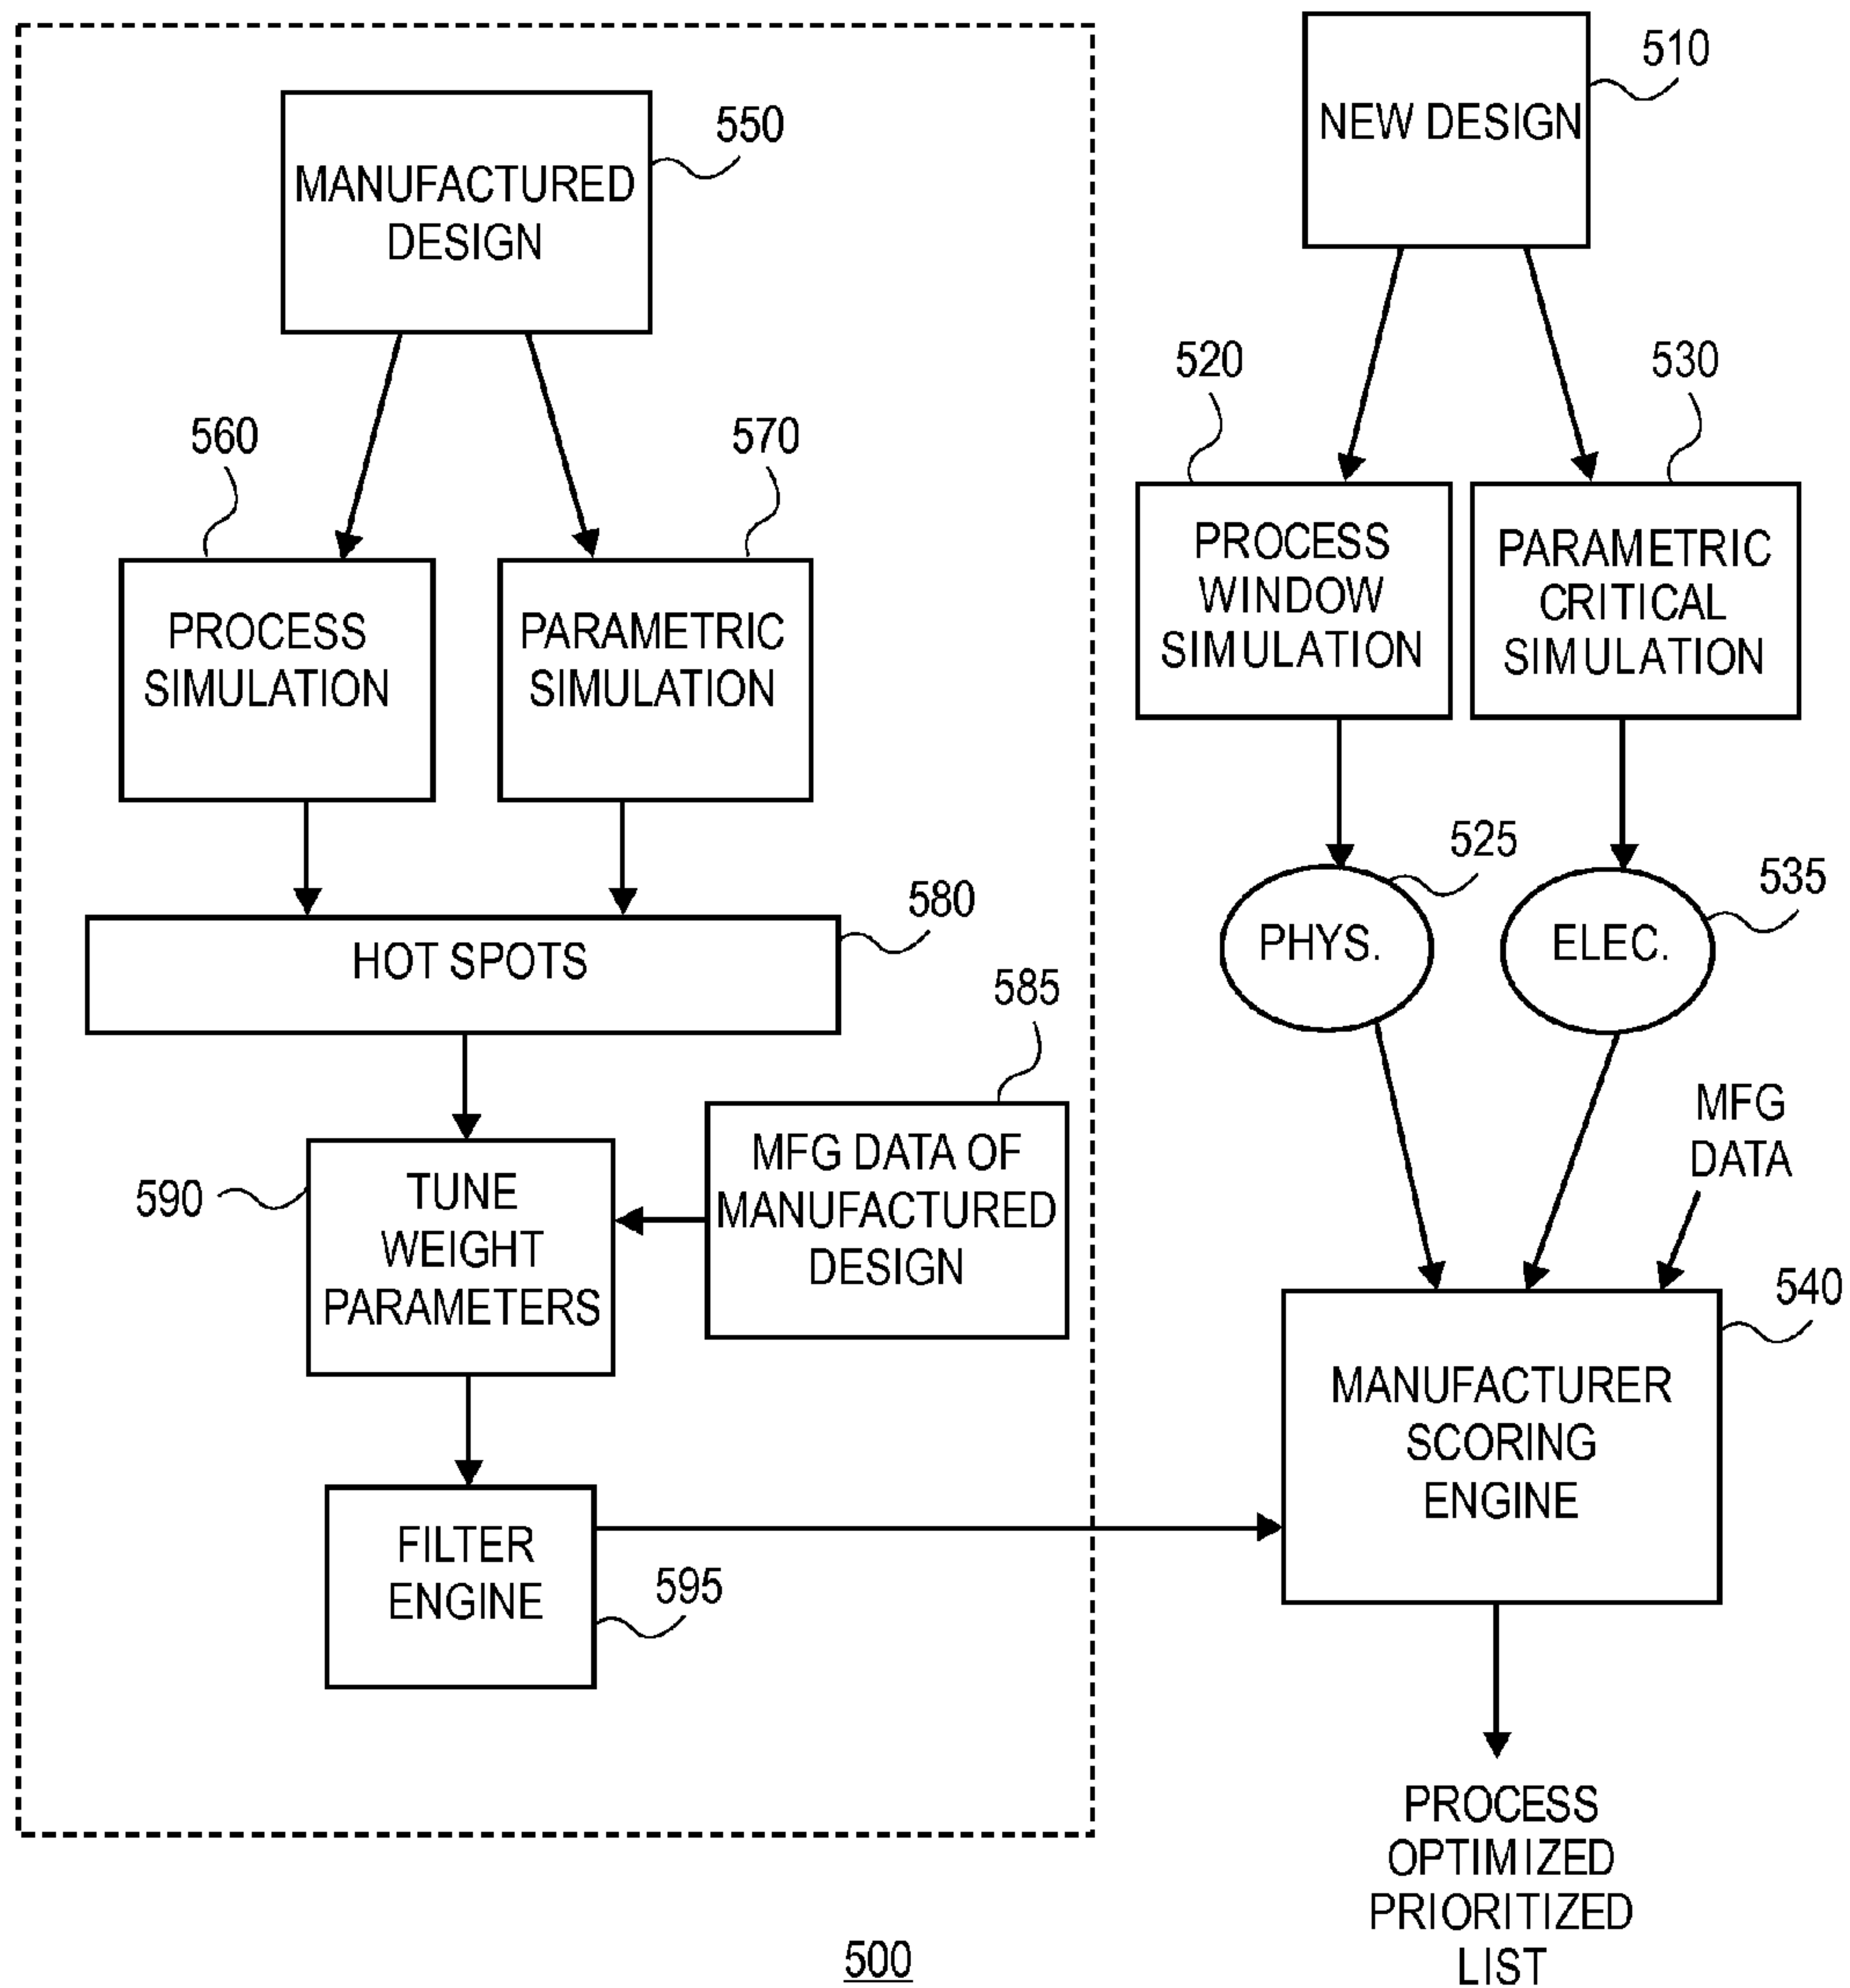 510
NEW DESIGN
550
MANUFACTURED
DESIGN
520
530
560
570
PROCESS
WINDOW
SIMULATION
PARAMETRIC
CRITICAL
SIMULATION
PROCESS
SIMULATION
PARAMETRIC
SIMULATION
525
535
PHYS.
ELEC.
580
HOT SPOTS
585
MFG DATA OF
MANUFACTURED
DESIGN
590
TUNE
WEIGHT
PARAMETERS
MFG
DATA
540
MANUFACTURER
SCORING
ENGINE
FILTER
ENGINE
595
PROCESS
OPTIMIZED
PRIORITIZED
LIST
500